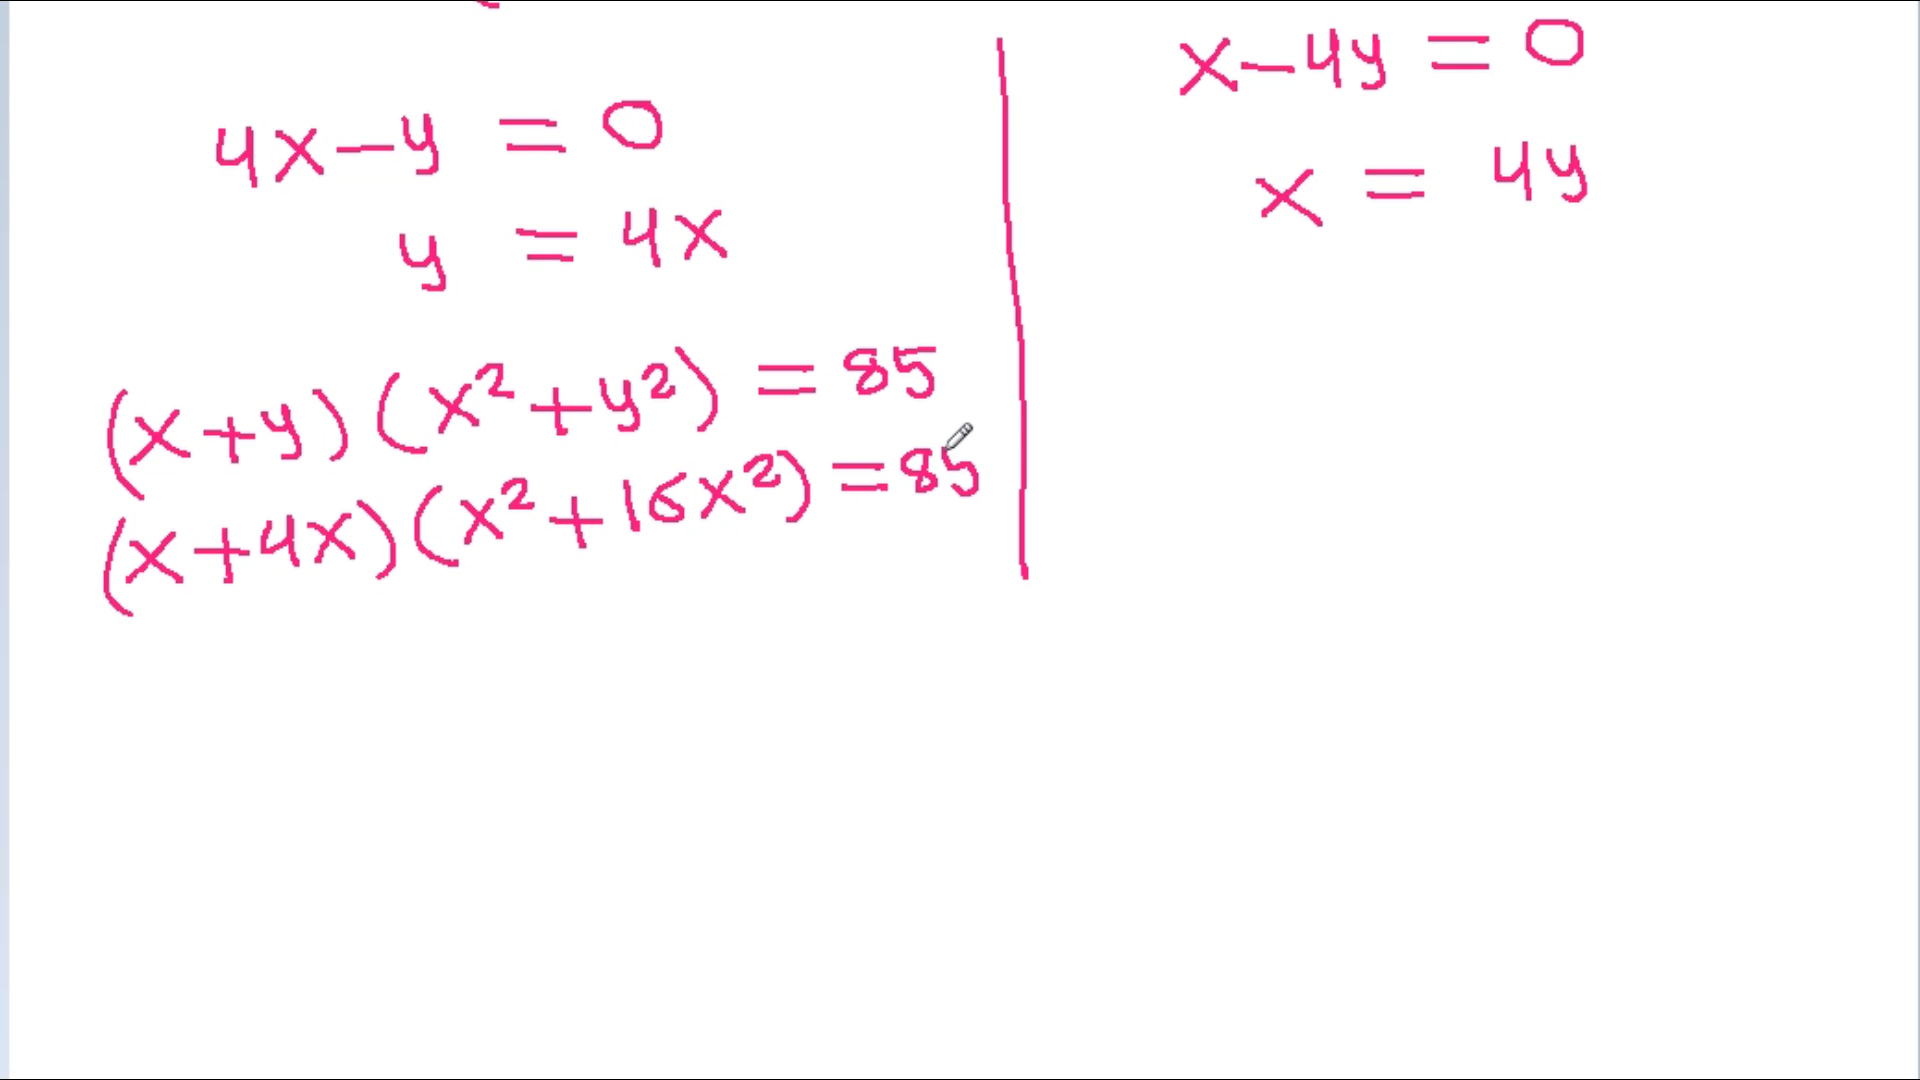 4x-y = 0
y = 4x
(x+y)(x²+y²) = 85
(x+4x)(x²+16x²) = 85
x-4y = 0
x = 4y